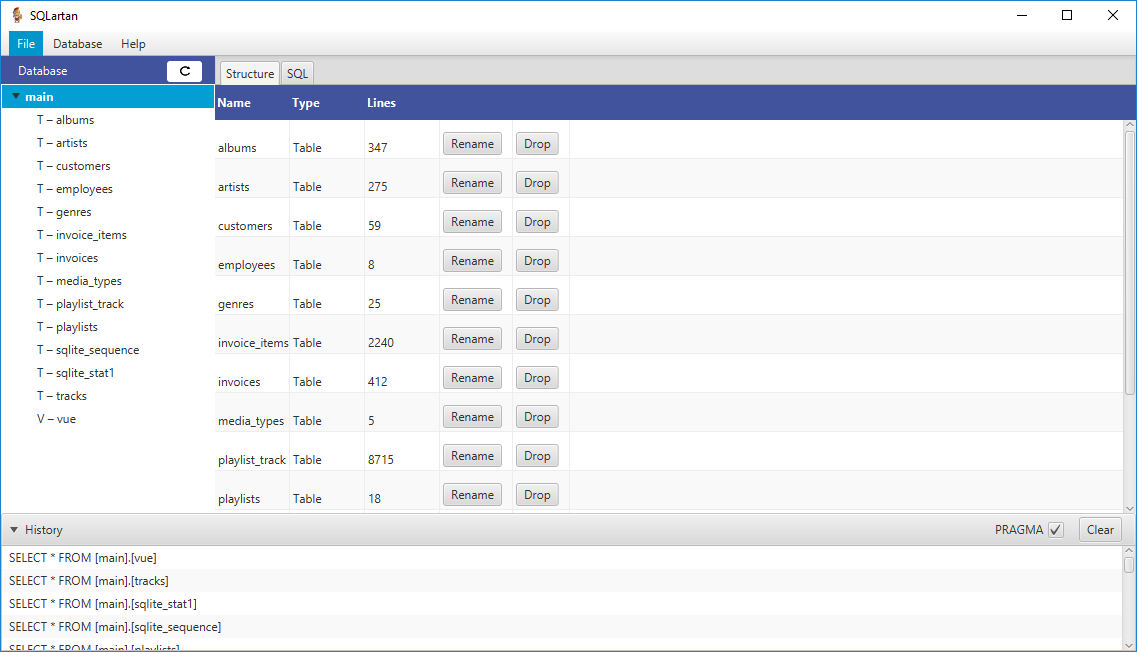 SQLartan
File Database Help
Database
Structure SQL
main
T – albums
T – artists
T – customers
T – employees
T – genres
T – invoice_items
T – invoices
T – media_types
T – playlist_track
T – playlists
T – sqlite_sequence
T – sqlite_stat1
T – tracks
V – vue
Name Type Lines
albums Table 347 Rename Drop
artists Table 275 Rename Drop
customers Table 59 Rename Drop
employees Table 8 Rename Drop
genres Table 25 Rename Drop
invoice_items Table 2240 Rename Drop
invoices Table 412 Rename Drop
media_types Table 5 Rename Drop
playlist_track Table 8715 Rename Drop
playlists Table 18 Rename Drop
History PRAGMA Clear
SELECT * FROM [main].[vue]
SELECT * FROM [main].[tracks]
SELECT * FROM [main].[sqlite_stat1]
SELECT * FROM [main].[sqlite_sequence]
SELECT * FROM [main].[playlists]